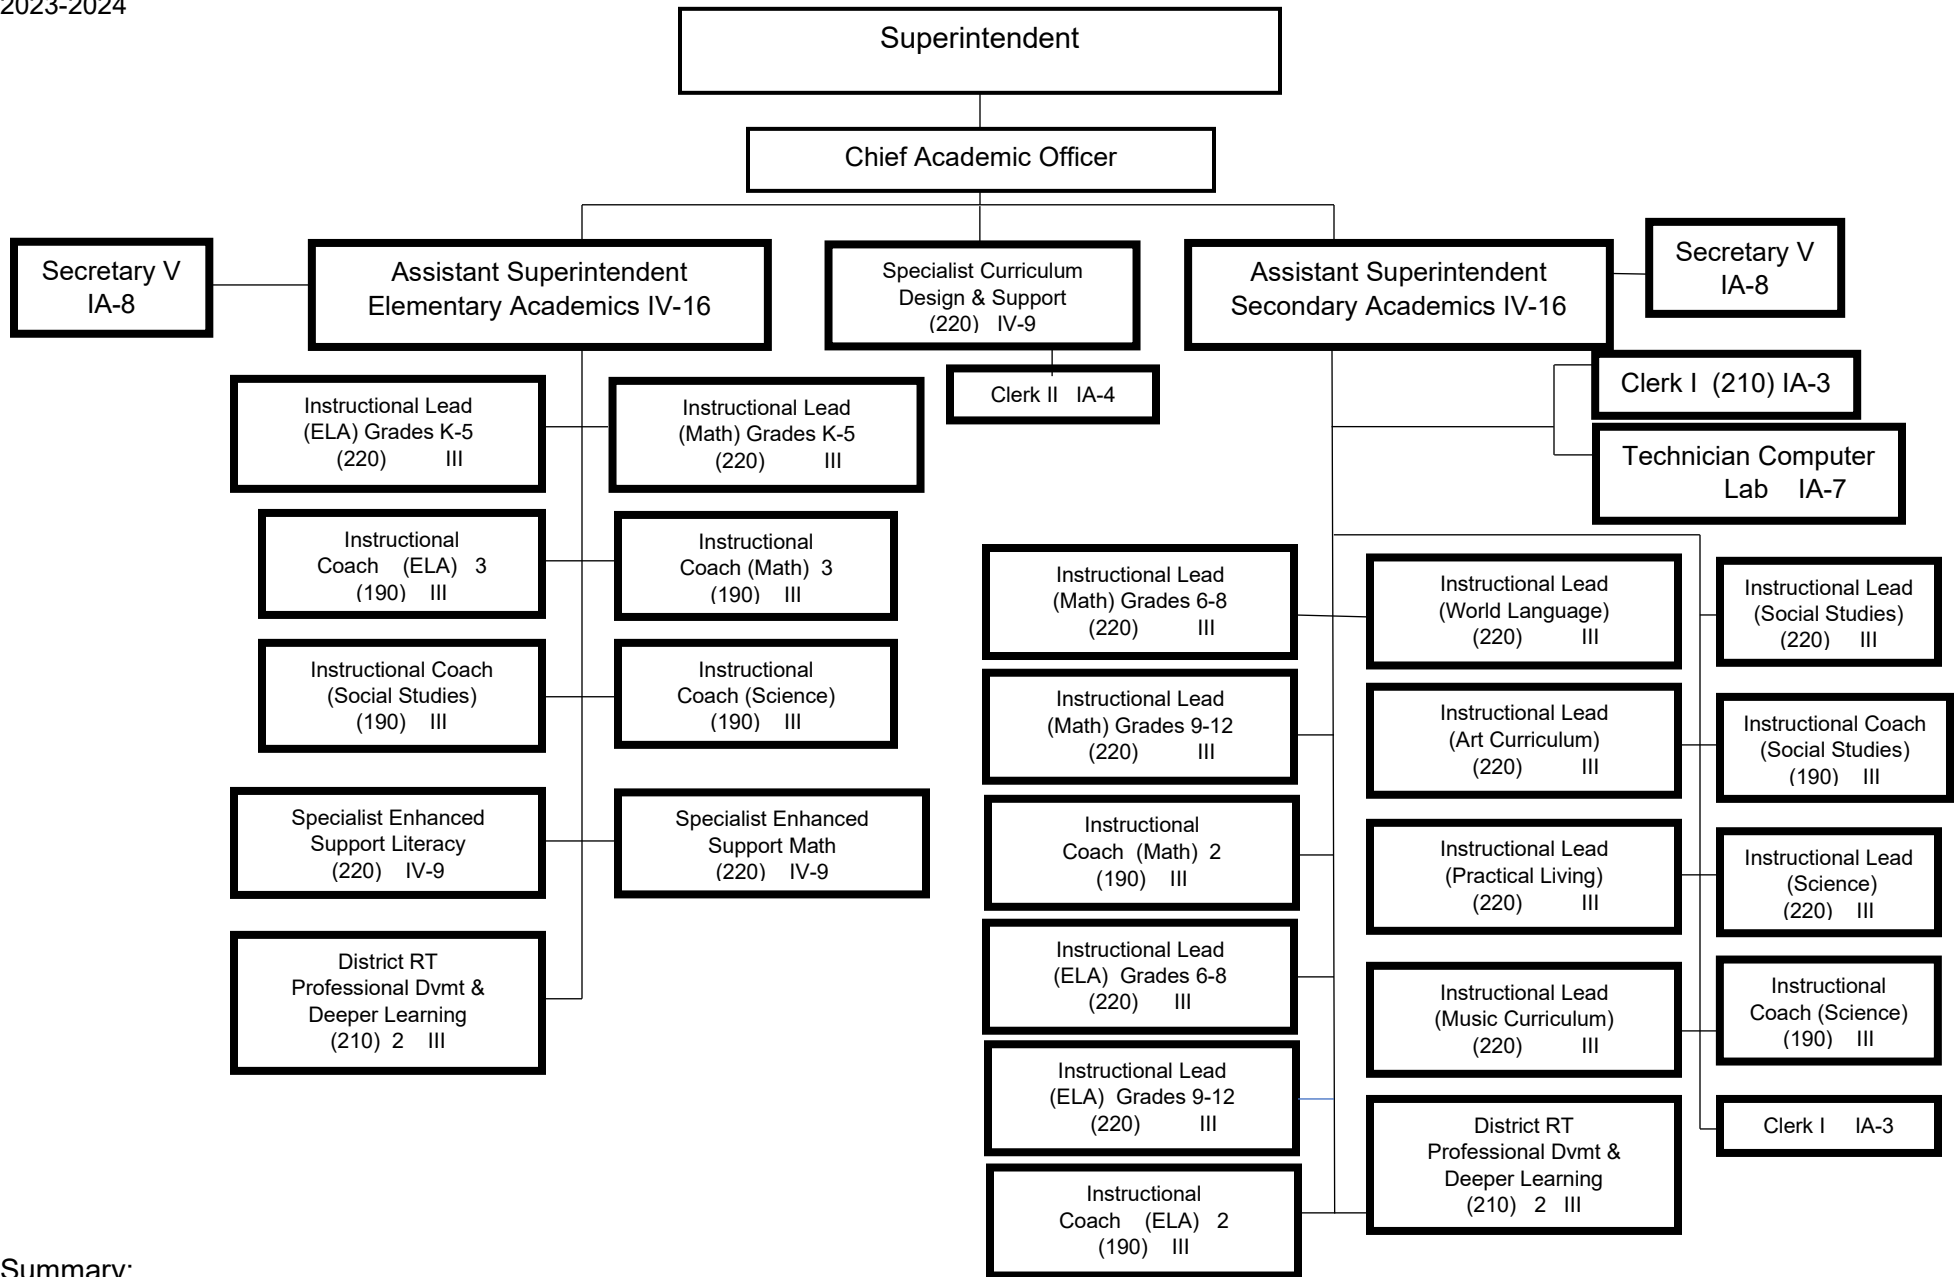 2023-2024
Superintendent
Chief Academic Officer
Secretary V
IA-8
Assistant Superintendent
Elementary Academics IV-16
Specialist Curriculum
Design & Support
(220) IV-9
Assistant Superintendent
Secondary Academics IV-16
Secretary V
IA-8
Clerk II IA-4
Clerk I (210) IA-3
Technician Computer
Lab IA-7
Instructional Lead
(ELA) Grades K-5
(220) III
Instructional Lead
(Math) Grades K-5
(220) III
Instructional
Coach (ELA) 3
(190) III
Instructional
Coach (Math) 3
(190) III
Instructional Coach
(Social Studies)
(190) III
Instructional
Coach (Science)
(190) III
Specialist Enhanced
Support Literacy
(220) IV-9
Specialist Enhanced
Support Math
(220) IV-9
District RT
Professional Dvmt &
Deeper Learning
(210) 2 III
Instructional Lead
(Math) Grades 6-8
(220) III
Instructional Lead
(Math) Grades 9-12
(220) III
Instructional
Coach (Math) 2
(190) III
Instructional Lead
(ELA) Grades 6-8
(220) III
Instructional Lead
(ELA) Grades 9-12
(220) III
Instructional
Coach (ELA) 2
(190) III
Instructional Lead
(World Language)
(220) III
Instructional Lead
(Art Curriculum)
(220) III
Instructional Lead
(Practical Living)
(220) III
Instructional Lead
(Music Curriculum)
(220) III
District RT
Professional Dvmt &
Deeper Learning
(210) 2 III
Instructional Lead
(Social Studies)
(220) III
Instructional Coach
(Social Studies)
(190) III
Instructional Lead
(Science)
(220) III
Instructional
Coach (Science)
(190) III
Clerk I IA-3
Summary: